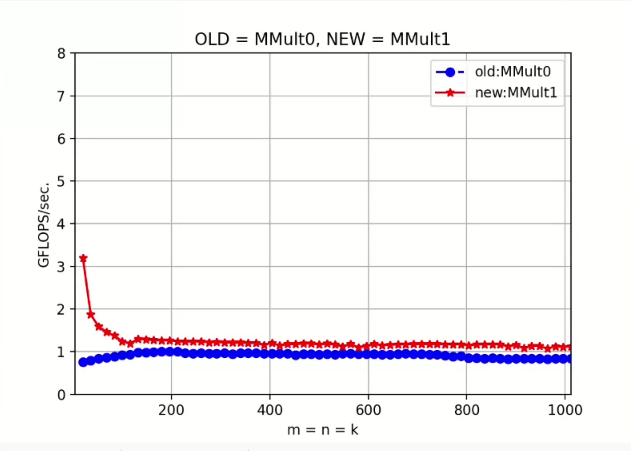 OLD = MMult0, NEW = MMult1
8
7
6
5
4
3
2
1
0
GFLOPS/sec.
old:MMult0
new:MMult1
200
400
600
800
1000
m = n = k